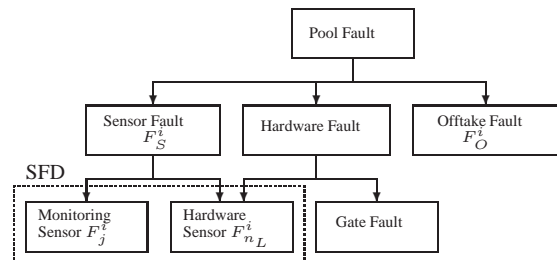 Pool Fault
Sensor Fault
F_S^i
Hardware Fault
Offtake Fault
F_O^i
SFD
Monitoring
Sensor F_j^i
Hardware
Sensor F_{n_L}^i
Gate Fault